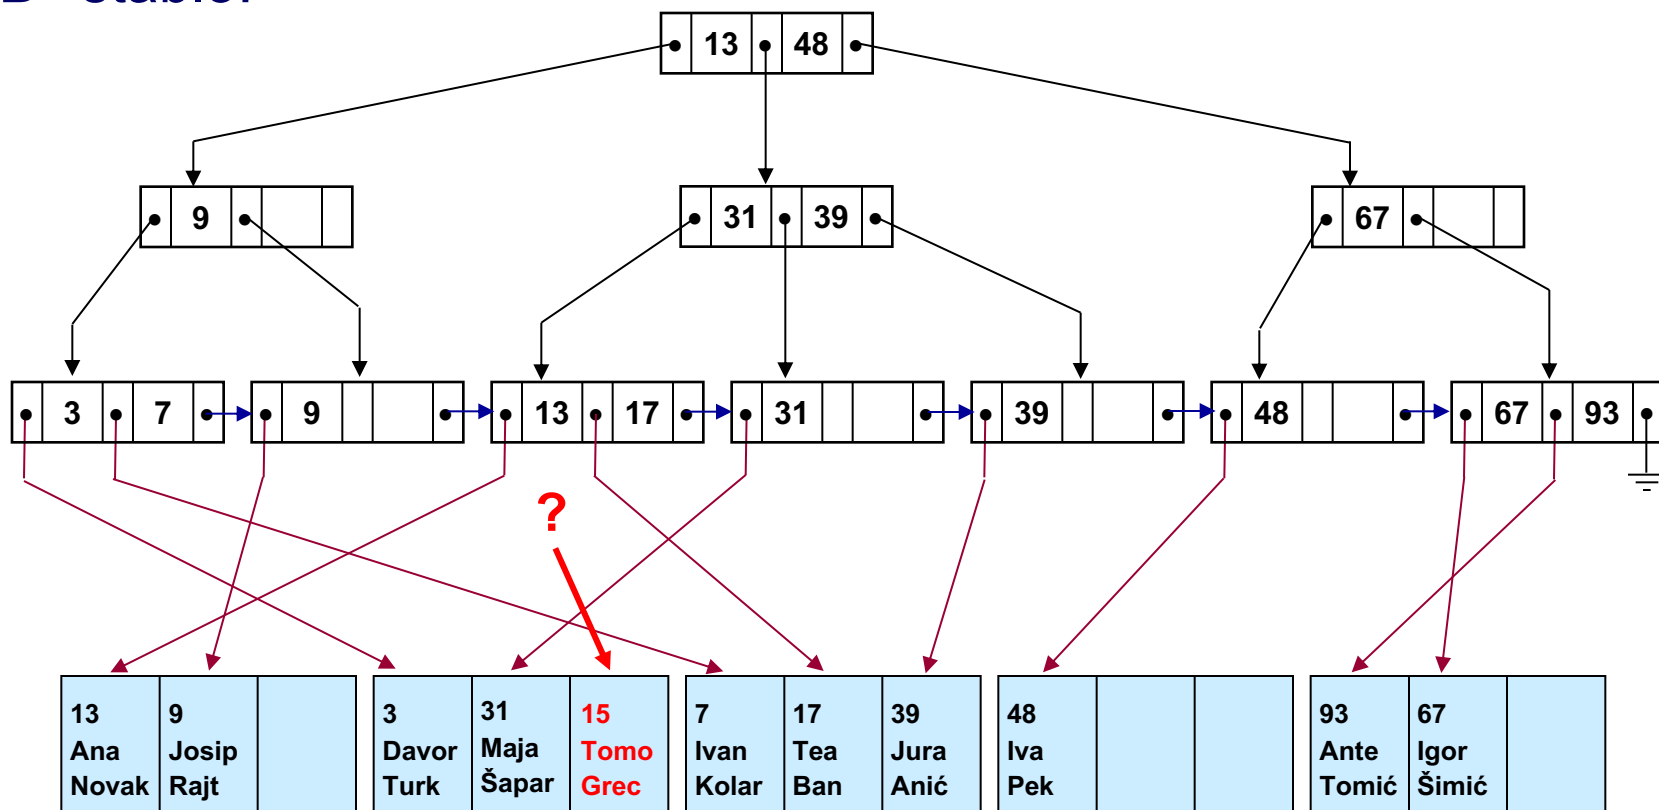 13 48
9
31 39
67
3 7
9
13 17
31
39
48
67 93
?
13
Ana
Novak
9
Josip
Rajt
3
Davor
Turk
31
Maja
Šapar
15
Tomo
Grec
7
Ivan
Kolar
17
Tea
Ban
39
Jura
Anić
48
Iva
Pek
93
Ante
Tomić
67
Igor
Šimić